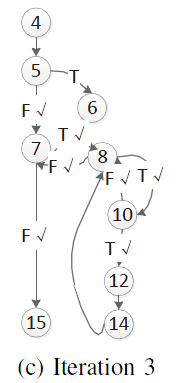 4
5
T
6
F √
T √
7
8
F √
F √
T √
10
F √
T √
12
15
14
(c) Iteration 3